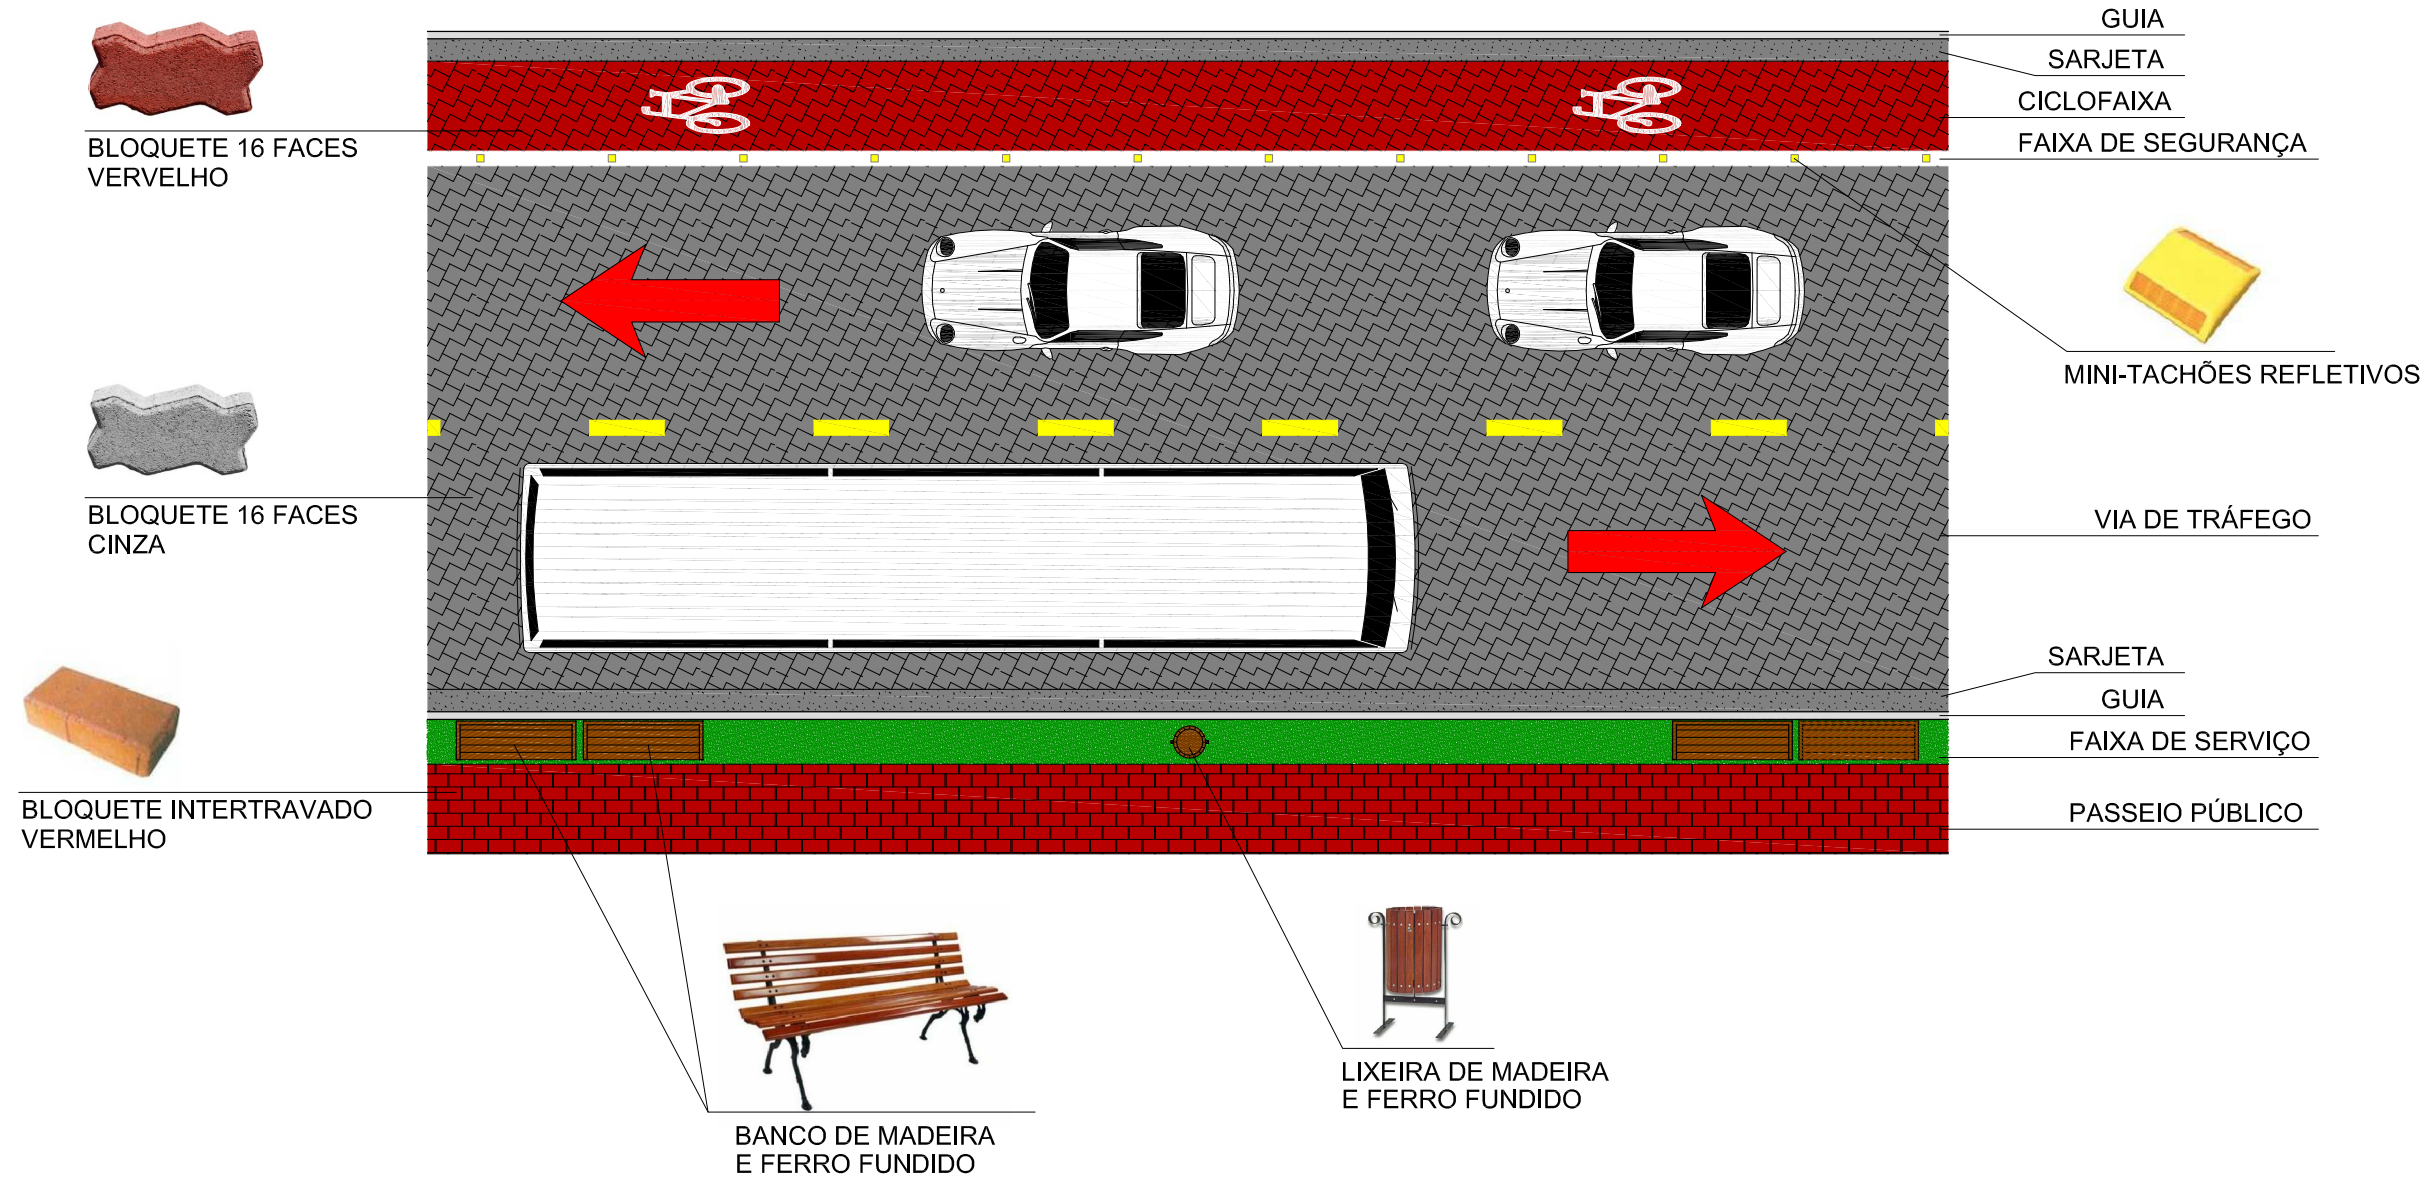 GUIA
SARJETA
CICLOFAIXA
FAIXA DE SEGURANÇA
BLOQUETE 16 FACES
VERVELHO
MINI-TACHÕES REFLETIVOS
BLOQUETE 16 FACES
CINZA
VIA DE TRÁFEGO
SARJETA
GUIA
FAIXA DE SERVIÇO
BLOQUETE INTERTRAVADO
VERMELHO
PASSEIO PÚBLICO
LIXEIRA DE MADEIRA
E FERRO FUNDIDO
BANCO DE MADEIRA
E FERRO FUNDIDO